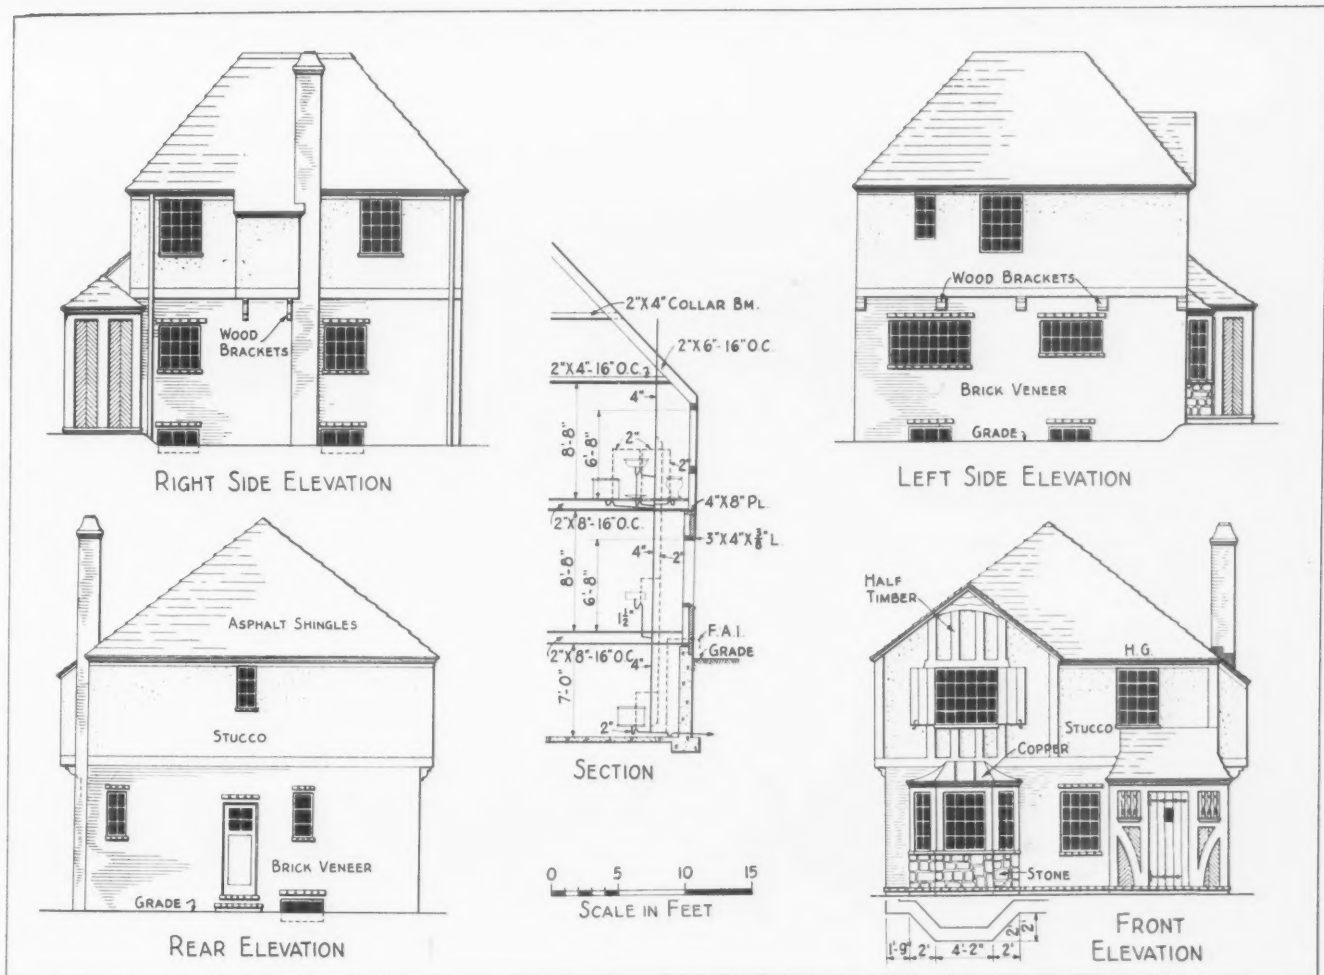 WOOD
BRACKETS
RIGHT SIDE ELEVATION
2"X4" COLLAR BM.
2"X6"-16"O.C.
2"X4"-16"O.C.
4"
8'-8"
6'-8"
2"
2"
4"X8" PL.
2"X8"-16"O.C.
3"X4"X3/8" L.
4"
2"
8'-8"
6'-8"
1½"
F.A.I.
GRADE
2"X8"-16"O.C.
4"
7'-0"
2"
SECTION
WOOD BRACKETS
BRICK VENEER
GRADE
LEFT SIDE ELEVATION
ASPHALT SHINGLES
STUCCO
BRICK VENEER
GRADE
REAR ELEVATION
0 5 10 15
SCALE IN FEET
HALF
TIMBER
H.G.
STUCCO
COPPER
STONE
1'-9" 2' 4'-2" 2'
2' 2'
FRONT
ELEVATION